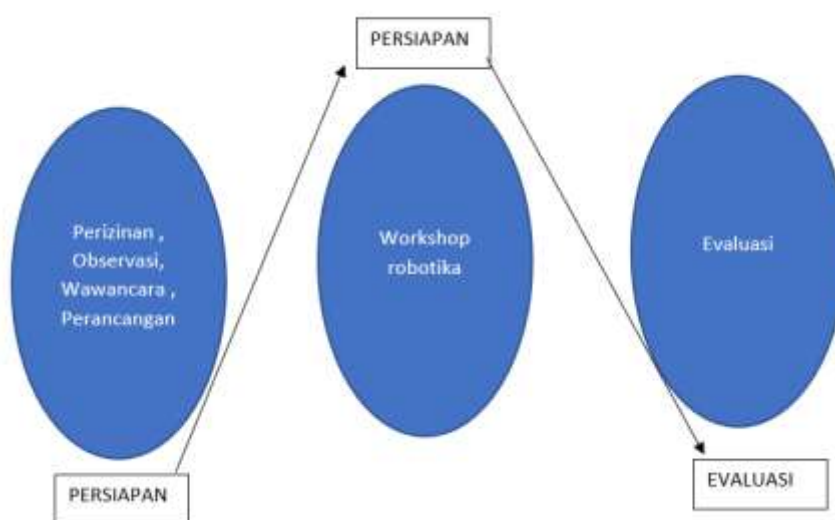 PERSIAPAN
Perizinan ,
Observasi,
Wawancara ,
Perancangan
Workshop
robotika
Evaluasi
PERSIAPAN
EVALUASI